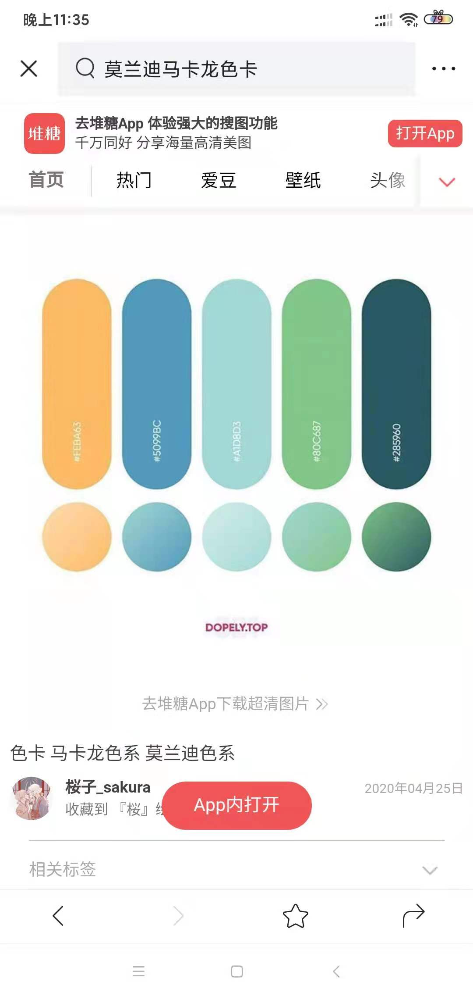 晚上11:35
79
莫兰迪马卡龙色卡
堆糖
去堆糖App 体验强大的搜图功能
千万同好 分享海量高清美图
打开App
首页 热门 爱豆 壁纸 头像
#FEBA63
#5099BC
#A1D8D3
#80C687
#285960
DOPELY.TOP
去堆糖App下载超清图片
色卡 马卡龙色系 莫兰迪色系
桜子_sakura
2020年04月25日
收藏到 『桜』
App内打开
相关标签